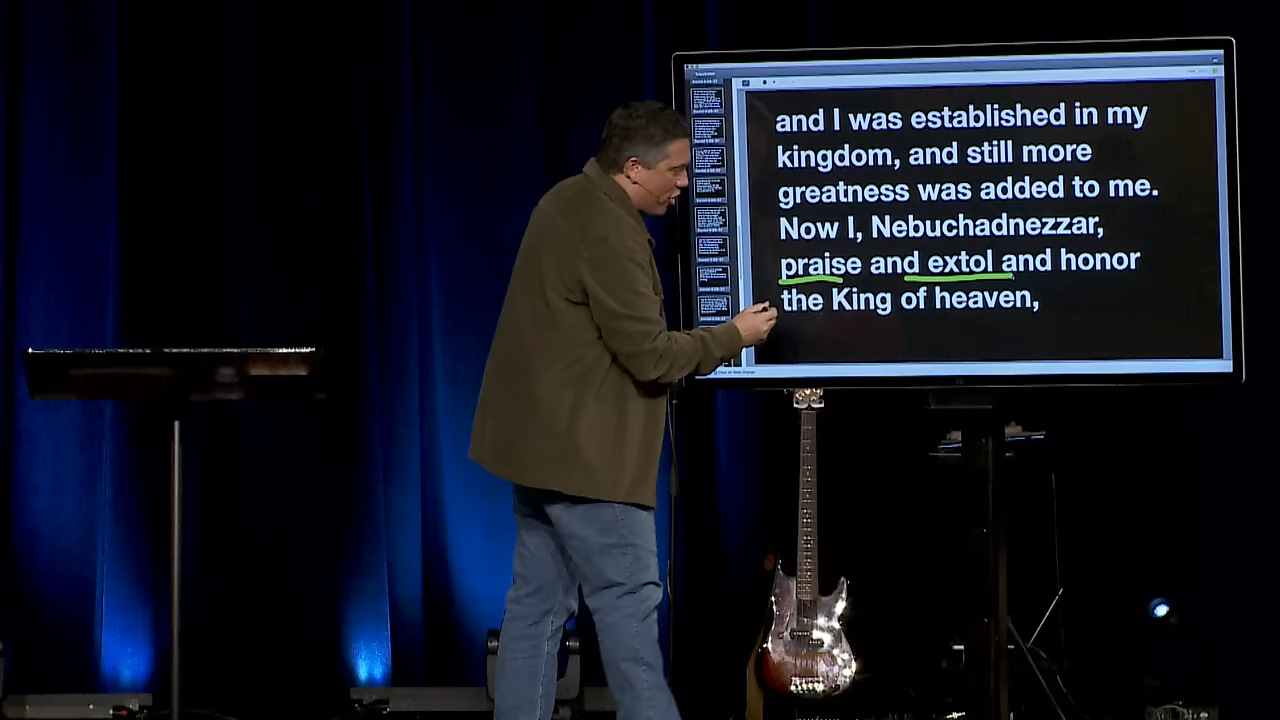 and I was established in my
kingdom, and still more
greatness was added to me.
Now I, Nebuchadnezzar,
praise and extol and honor
the King of heaven,